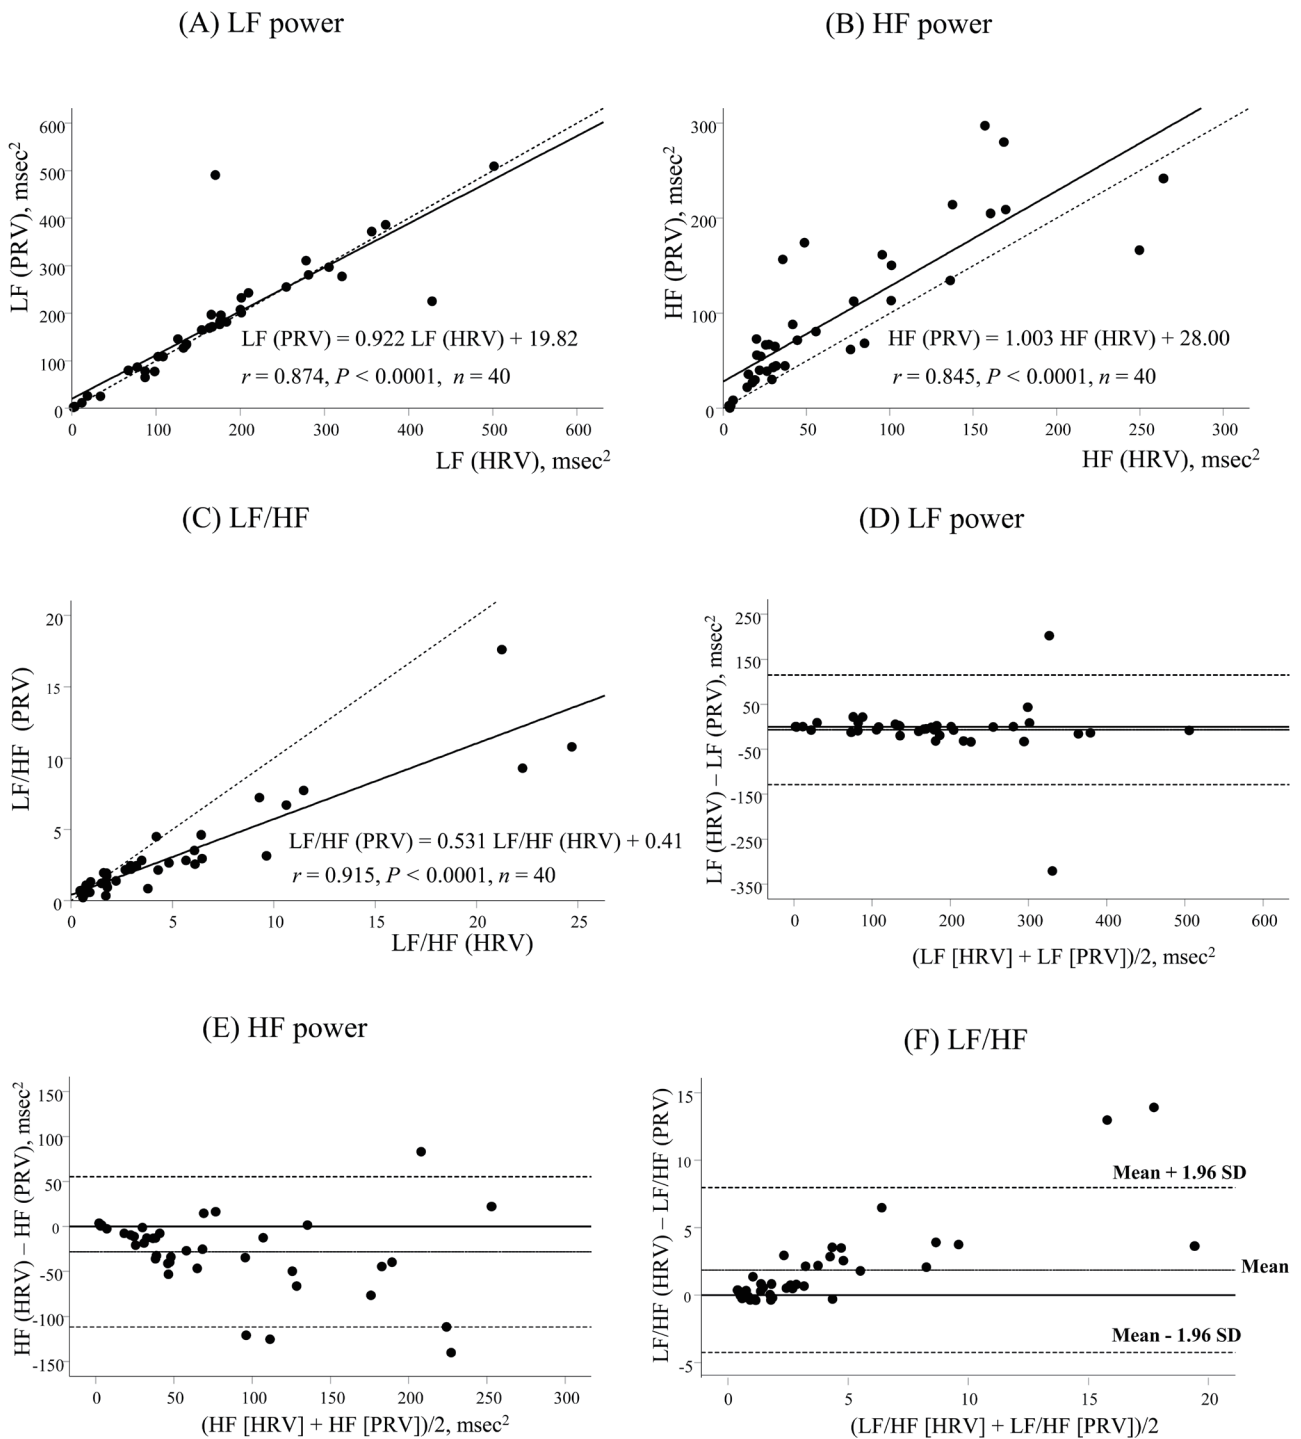 (A) LF power
600
500
400
300
200
100
0
LF (PRV), msec²
LF (PRV) = 0.922 LF (HRV) + 19.82
r = 0.874, P < 0.0001, n = 40
0 100 200 300 400 500 600
LF (HRV), msec²
(B) HF power
300
200
100
0
HF (PRV), msec²
HF (PRV) = 1.003 HF (HRV) + 28.00
r = 0.845, P < 0.0001, n = 40
0 50 100 150 200 250 300
HF (HRV), msec²
(C) LF/HF
20
15
10
5
0
LF/HF (PRV)
LF/HF (PRV) = 0.531 LF/HF (HRV) + 0.41
r = 0.915, P < 0.0001, n = 40
0 5 10 15 20 25
LF/HF (HRV)
(D) LF power
250
150
50
-50
-150
-250
-350
LF (HRV) – LF (PRV), msec²
0 100 200 300 400 500 600
(LF [HRV] + LF [PRV])/2, msec²
(E) HF power
150
100
50
0
-50
-100
-150
HF (HRV) – HF (PRV), msec²
0 50 100 150 200 250 300
(HF [HRV] + HF [PRV])/2, msec²
(F) LF/HF
15
10
5
0
-5
LF/HF (HRV) – LF/HF (PRV)
Mean + 1.96 SD
Mean
Mean - 1.96 SD
0 5 10 15 20
(LF/HF [HRV] + LF/HF [PRV])/2